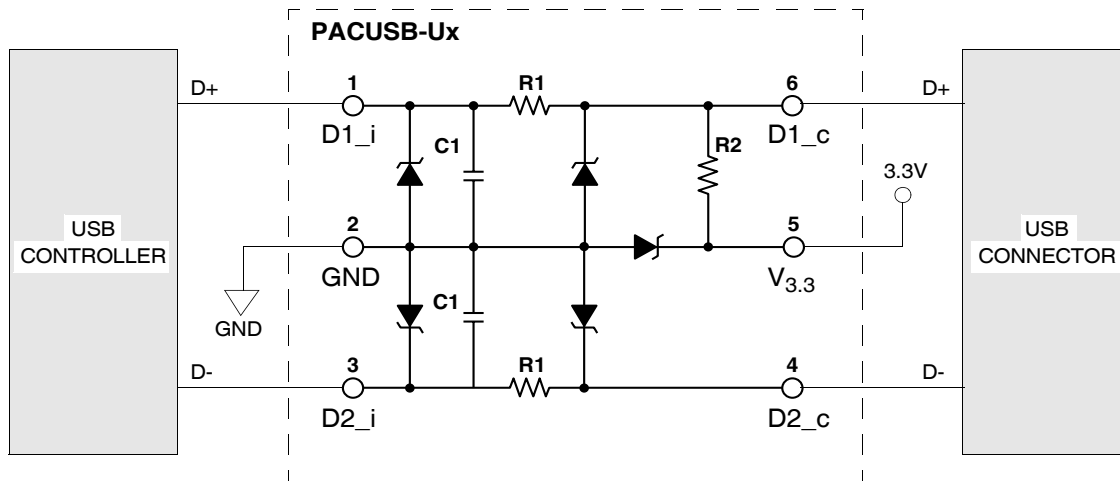 PACUSB-Ux
D+
1
R1
6
D+
D1_i
C1
R2
D1_c
3.3V
USB
CONTROLLER
2
5
USB
CONNECTOR
GND
V3.3
GND
C1
D-
3
R1
4
D-
D2_i
D2_c